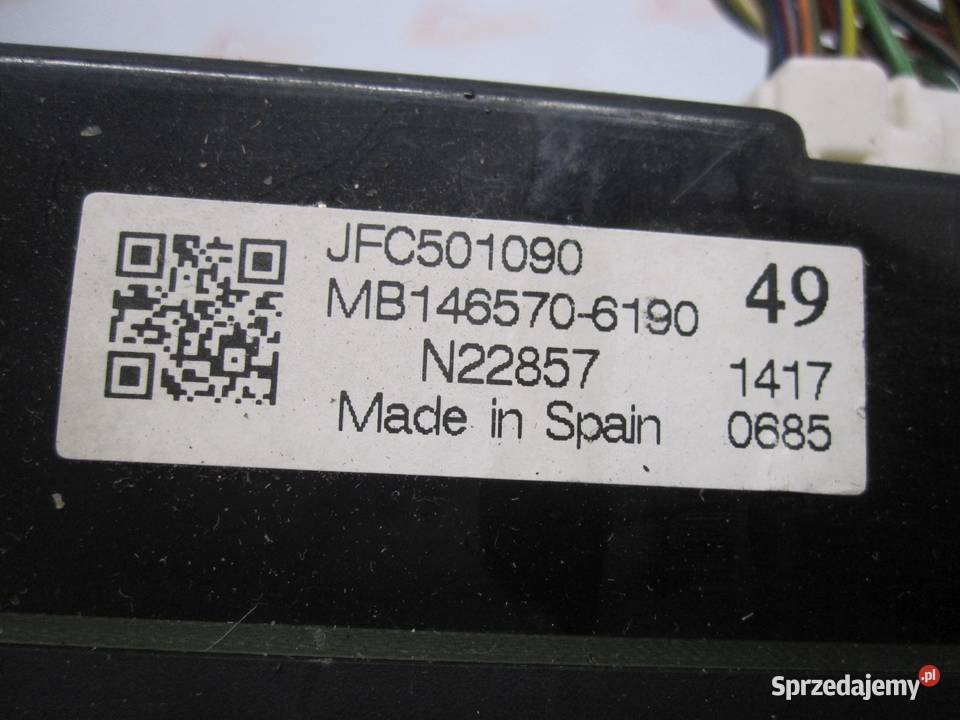 JFC501090
MB146570-6190
49
N22857
1417
Made in Spain
0685
Sprzedajemy.pl